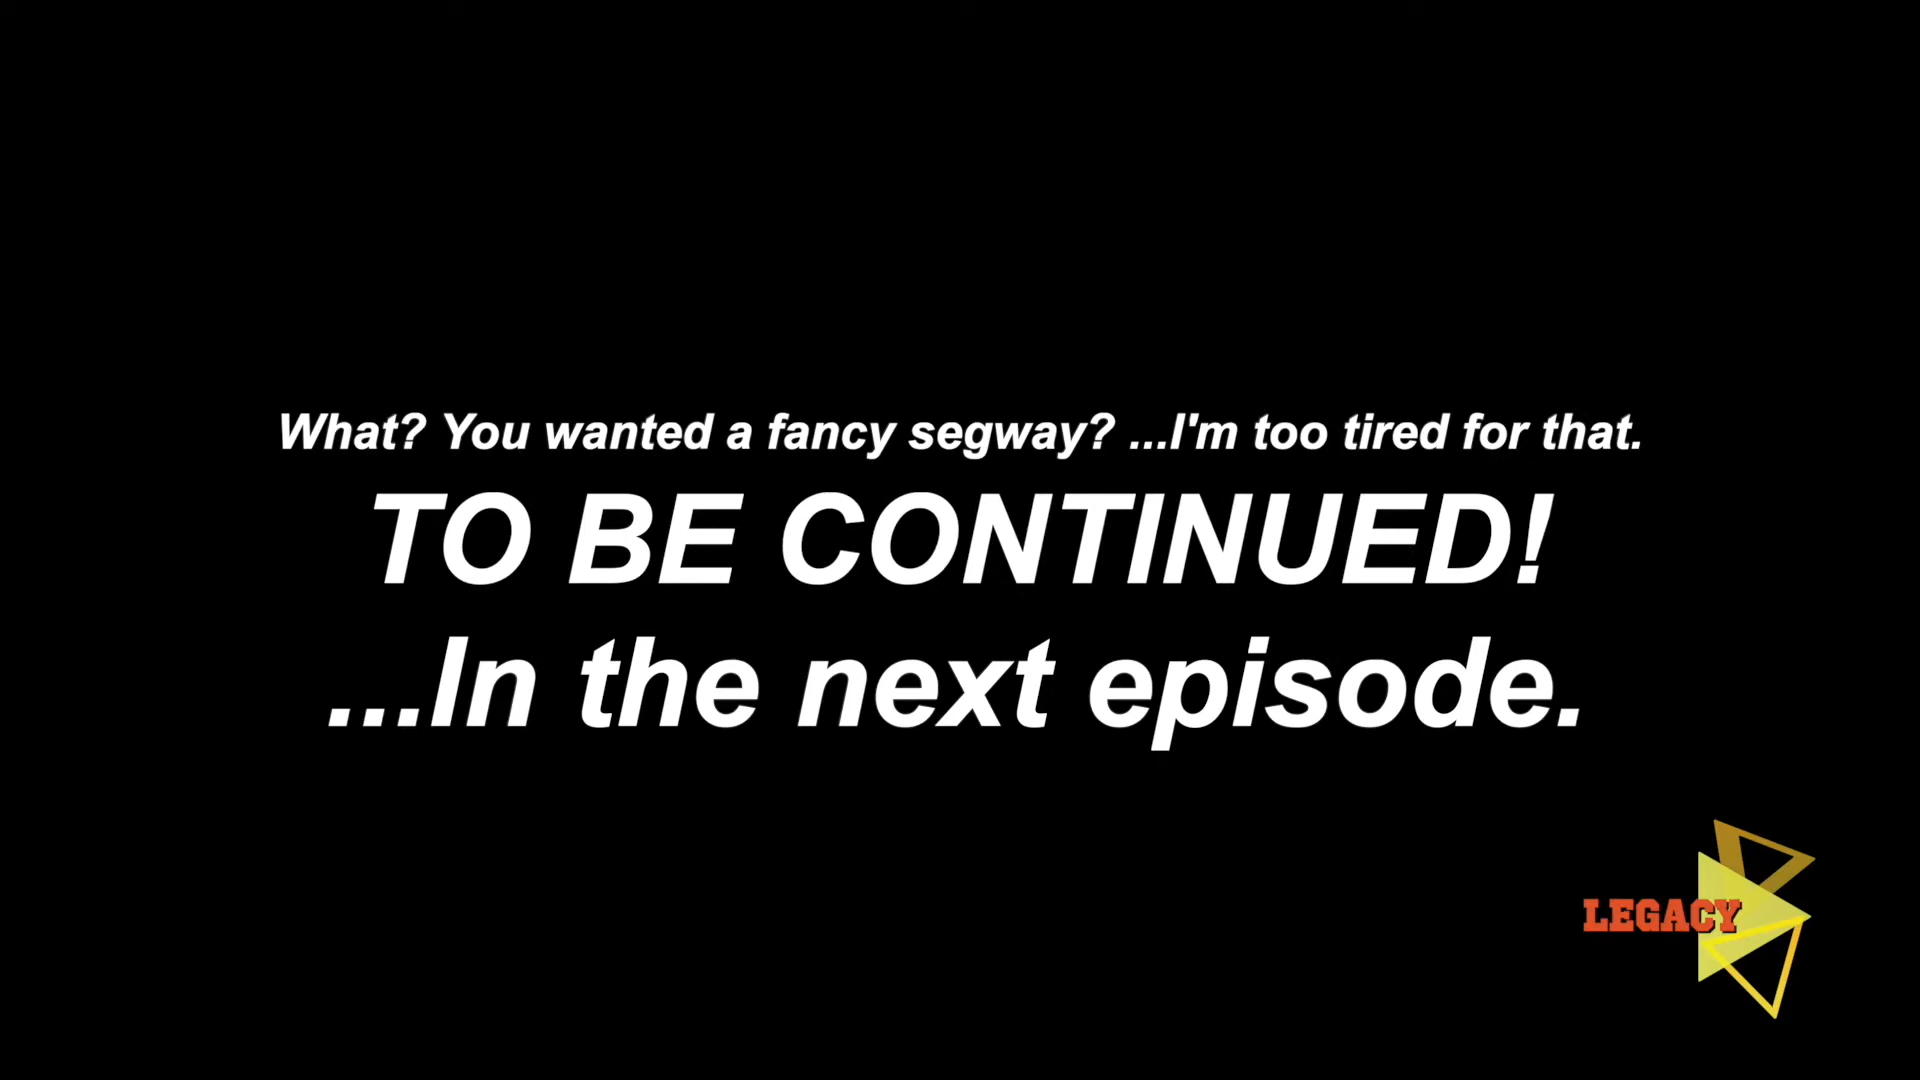 What? You wanted a fancy segway? ...I'm too tired for that.
TO BE CONTINUED!
...In the next episode.
LEGACY